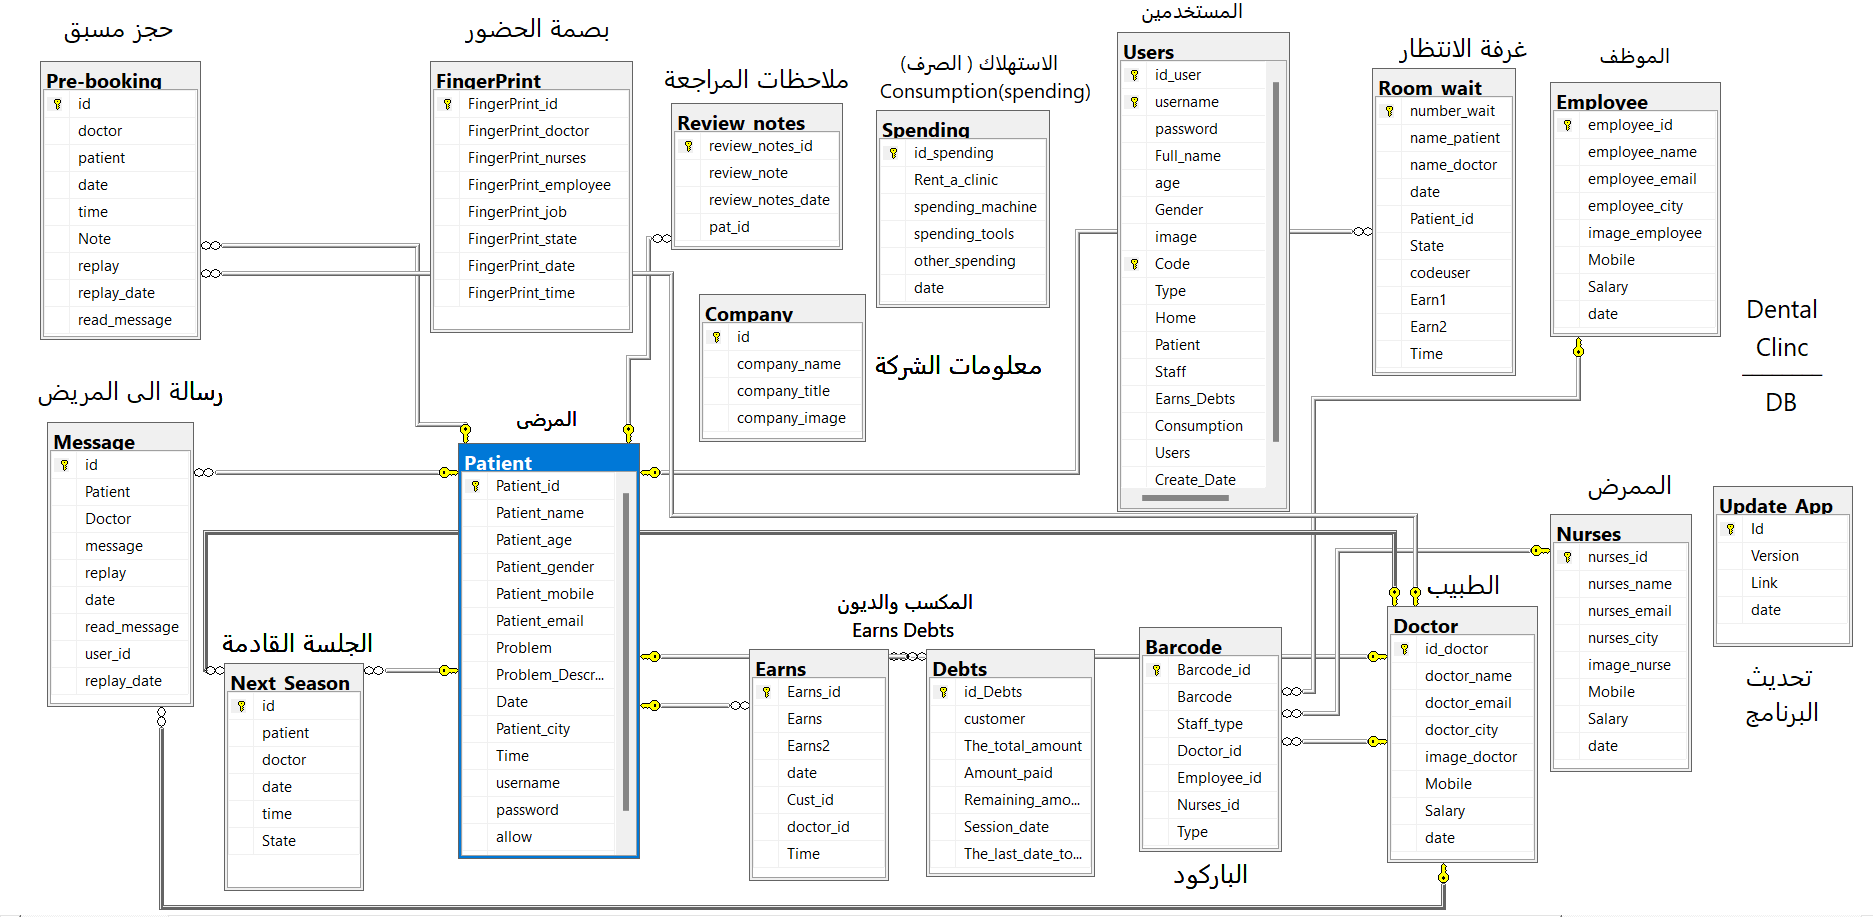 حجز مسبق
Pre-booking
id
doctor
patient
date
time
Note
replay
replay_date
read_message
بصمة الحضور
FingerPrint
FingerPrint_id
FingerPrint_doctor
FingerPrint_nurses
FingerPrint_employee
FingerPrint_job
FingerPrint_state
FingerPrint_date
FingerPrint_time
ملاحظات المراجعة
Review_notes
review_notes_id
review_note
review_notes_date
pat_id
الاستهلاك ( الصرف)
Consumption(spending)
Spending
id_spending
Rent_a_clinic
spending_machine
spending_tools
other_spending
date
المستخدمين
Users
id_user
username
password
Full_name
age
Gender
image
Code
Type
Home
Patient
Staff
Earns_Debts
Consumption
Users
Create_Date
غرفة الانتظار
Room_wait
number_wait
name_patient
name_doctor
date
Patient_id
State
codeuser
Earn1
Earn2
Time
الموظف
Employee
employee_id
employee_name
employee_email
employee_city
image_employee
Mobile
Salary
date
Dental
Clinc
DB
Company
id
company_name
company_title
company_image
معلومات الشركة
رسالة الى المريض
Message
id
Patient
Doctor
message
replay
date
read_message
user_id
replay_date
المرضى
Patient
Patient_id
Patient_name
Patient_age
Patient_gender
Patient_mobile
Patient_email
Problem
Problem_Descr...
Date
Patient_city
Time
username
password
allow
الجلسة القادمة
Next_Season
id
patient
doctor
date
time
State
المكسب والديون
Earns Debts
Earns
Earns_id
Earns
Earns2
date
Cust_id
doctor_id
Time
Debts
id_Debts
customer
The_total_amount
Amount_paid
Remaining_amo...
Session_date
The_last_date_to...
Barcode
Barcode_id
Barcode
Staff_type
Doctor_id
Employee_id
Nurses_id
Type
الباركود
الطبيب
Doctor
id_doctor
doctor_name
doctor_email
doctor_city
image_doctor
Mobile
Salary
date
الممرض
Nurses
nurses_id
nurses_name
nurses_email
nurses_city
image_nurse
Mobile
Salary
date
Update_App
Id
Version
Link
date
تحديث
البرنامج